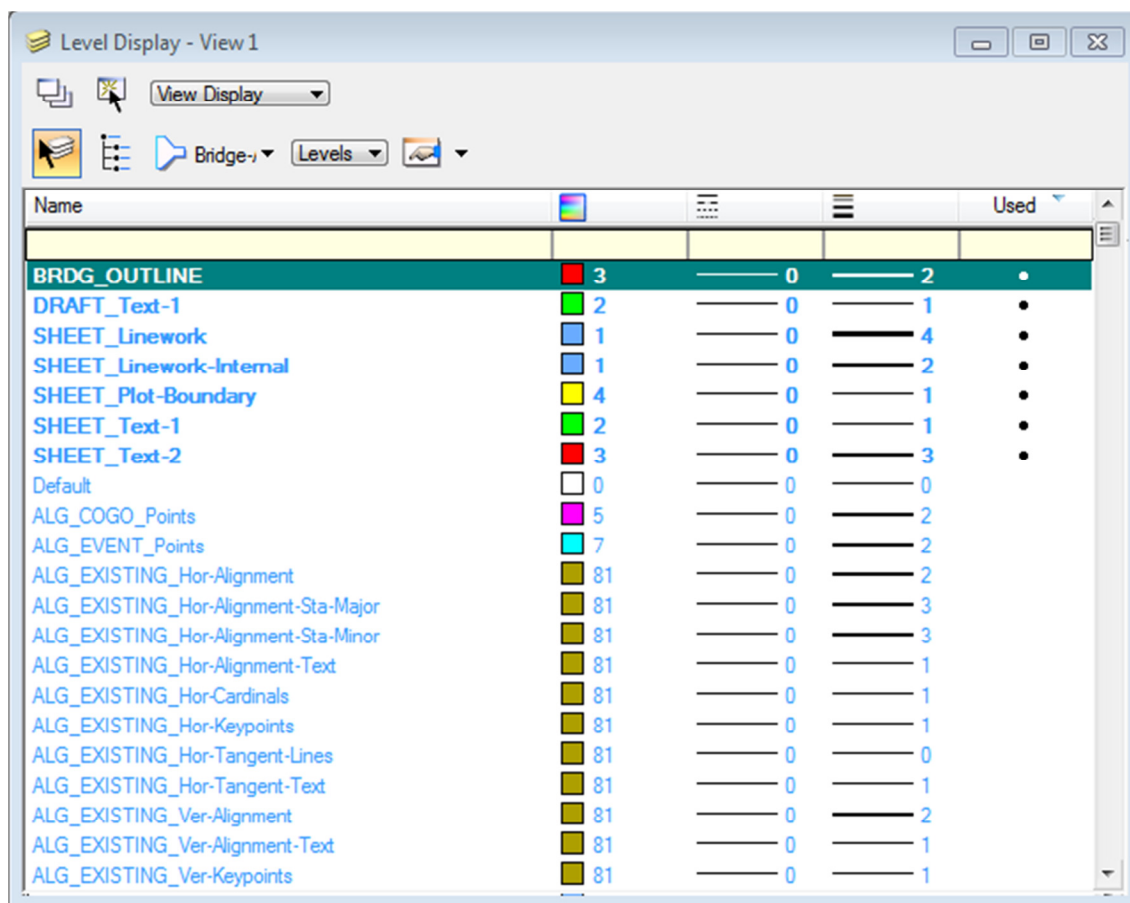 Level Display - View 1
View Display
Bridge-/ Levels
Name Used
BRDG_OUTLINE 3 0 2
DRAFT_Text-1 2 0 1
SHEET_Linework 1 0 4
SHEET_Linework-Internal 1 0 2
SHEET_Plot-Boundary 4 0 1
SHEET_Text-1 2 0 1
SHEET_Text-2 3 0 3
Default 0 0 0
ALG_COGO_Points 5 0 2
ALG_EVENT_Points 7 0 2
ALG_EXISTING_Hor-Alignment 81 0 2
ALG_EXISTING_Hor-Alignment-Sta-Major 81 0 3
ALG_EXISTING_Hor-Alignment-Sta-Minor 81 0 3
ALG_EXISTING_Hor-Alignment-Text 81 0 1
ALG_EXISTING_Hor-Cardinals 81 0 1
ALG_EXISTING_Hor-Keypoints 81 0 1
ALG_EXISTING_Hor-Tangent-Lines 81 0 0
ALG_EXISTING_Hor-Tangent-Text 81 0 1
ALG_EXISTING_Ver-Alignment 81 0 2
ALG_EXISTING_Ver-Alignment-Text 81 0 1
ALG_EXISTING_Ver-Keypoints 81 0 1